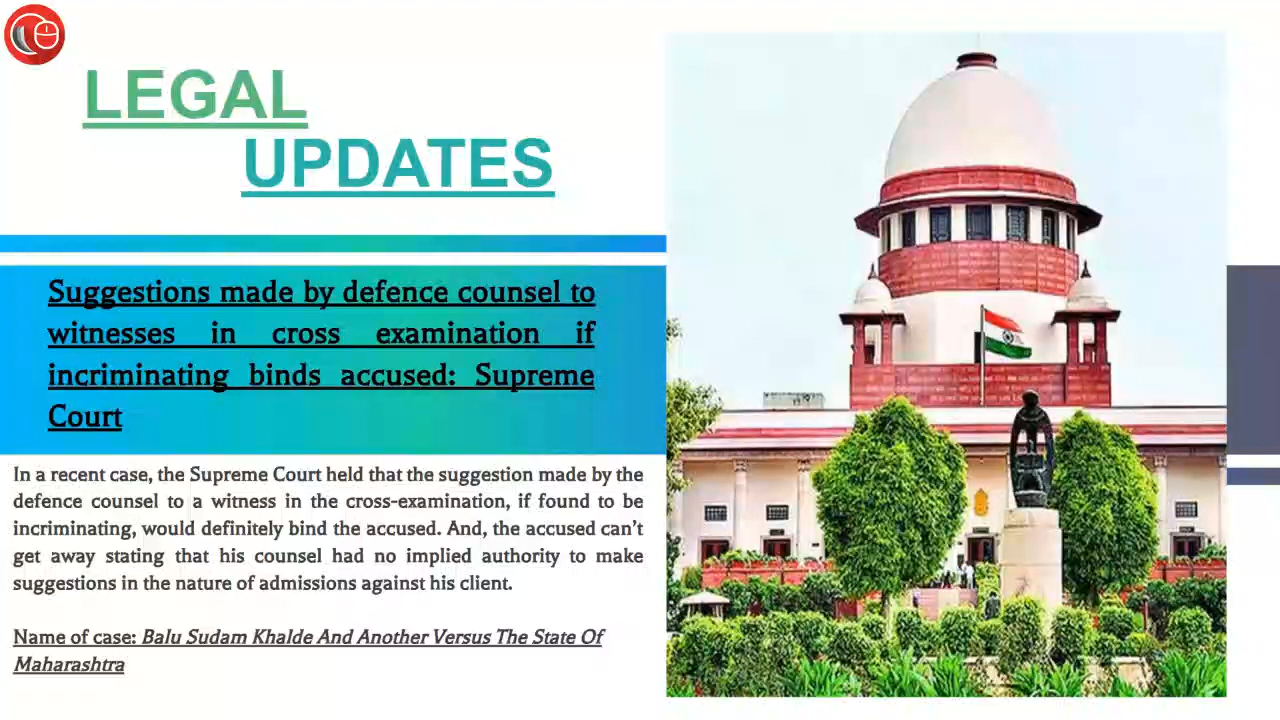 LEGAL
UPDATES
Suggestions made by defence counsel to
witnesses in cross examination if
incriminating binds accused: Supreme
Court
In a recent case, the Supreme Court held that the suggestion made by the
defence counsel to a witness in the cross-examination, if found to be
incriminating, would definitely bind the accused. And, the accused can't
get away stating that his counsel had no implied authority to make
suggestions in the nature of admissions against his client.
Name of case: Balu Sudam Khalde And Another Versus The State Of
Maharashtra